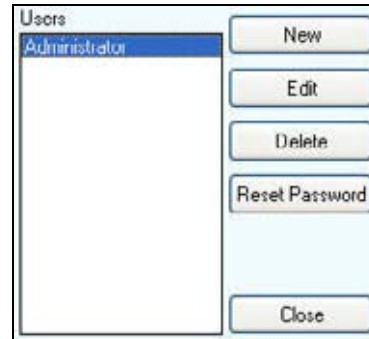 Users
Administrator
New
Edit
Delete
Reset Password
Close